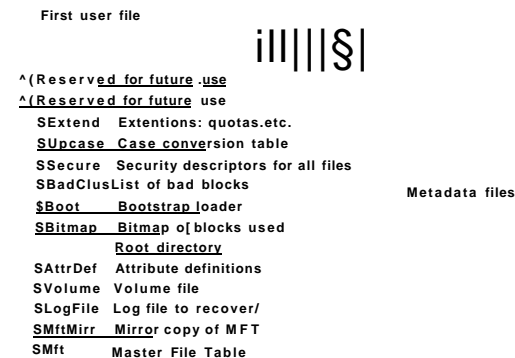 First user file
ill|||§|
^(Reserved for future .use
^(Reserved for future use
SExtend Extentions: quotas.etc.
SUpcase Case conversion table
SSecure Security descriptors for all files
SBadClusList of bad blocks
Metadata files
$Boot Bootstrap loader
SBitmap Bitmap o[ blocks used
Root directory
SAttrDef Attribute definitions
SVolume Volume file
SLogFile Log file to recover/
SMftMirr Mirror copy of MFT
SMft Master File Table